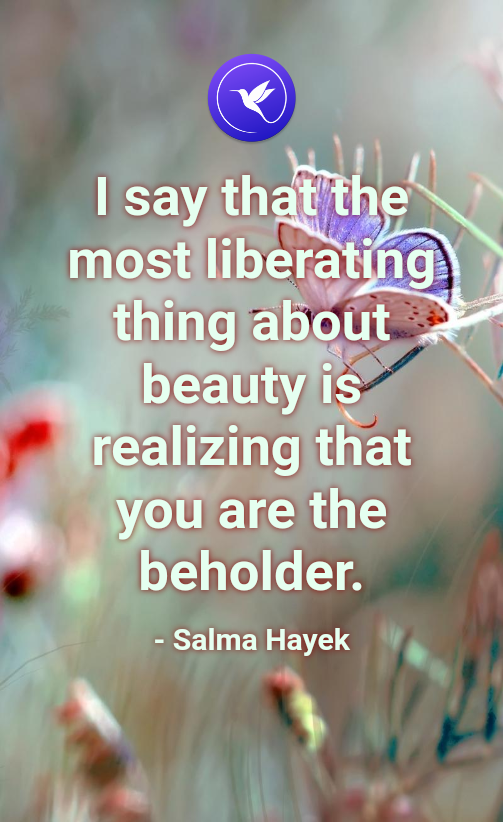 I say that the
most liberating
thing about
beauty is
realizing that
you are the
beholder.
- Salma Hayek